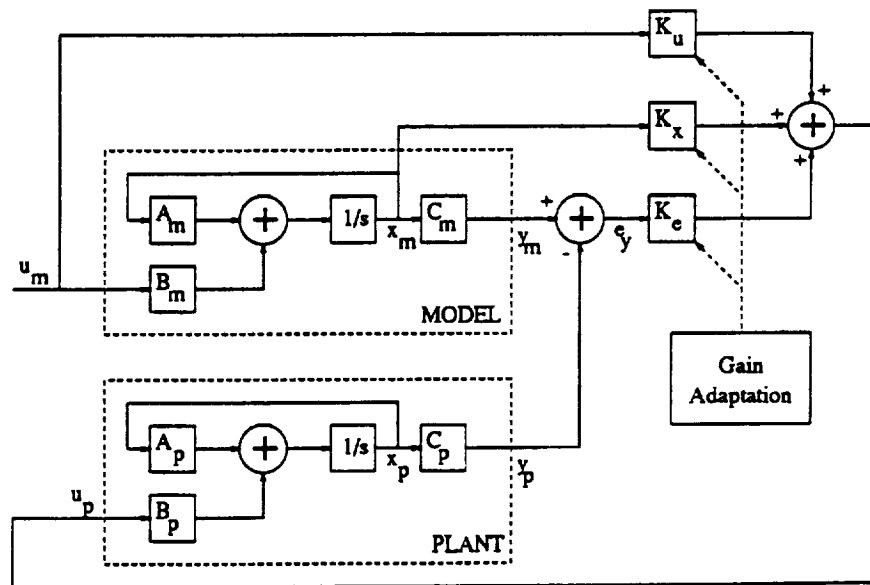 K_u
+
+
K_x
+
+
A_m
+
1/s
x_m
C_m
y_m
+
+
-
e_y
K_e
u_m
B_m
MODEL
Gain
Adaptation
A_p
+
1/s
x_p
C_p
y_p
u_p
B_p
PLANT